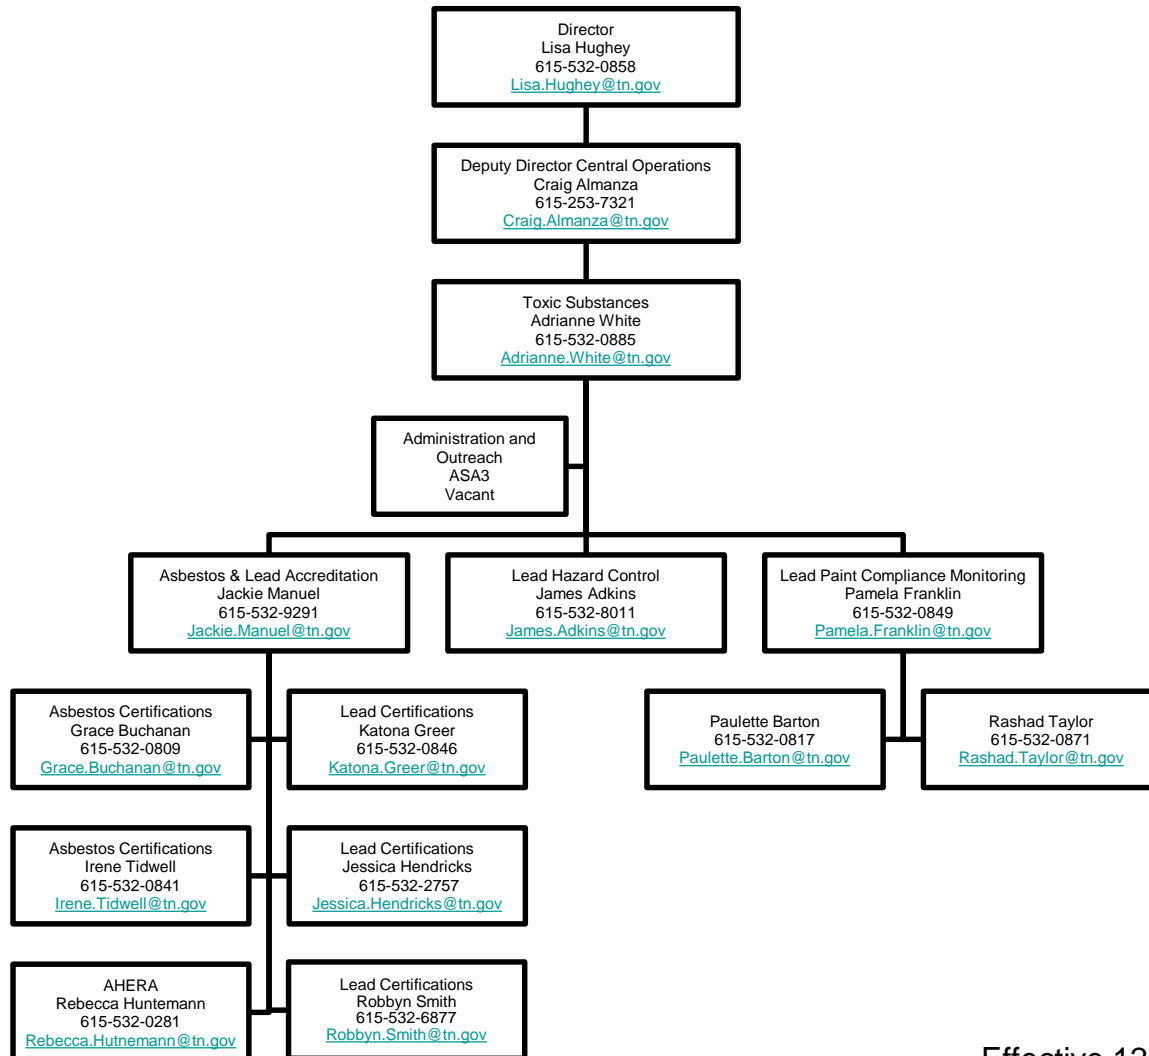 Director
Lisa Hughey
615-532-0858
Lisa.Hughey@tn.gov
Deputy Director Central Operations
Craig Almanza
615-253-7321
Craig.Almanza@tn.gov
Toxic Substances
Adrianne White
615-532-0885
Adrianne.White@tn.gov
Administration and
Outreach
ASA3
Vacant
Asbestos & Lead Accreditation
Jackie Manuel
615-532-9291
Jackie.Manuel@tn.gov
Lead Hazard Control
James Adkins
615-532-8011
James.Adkins@tn.gov
Lead Paint Compliance Monitoring
Pamela Franklin
615-532-0849
Pamela.Franklin@tn.gov
Asbestos Certifications
Grace Buchanan
615-532-0809
Grace.Buchanan@tn.gov
Lead Certifications
Katona Greer
615-532-0846
Katona.Greer@tn.gov
Paulette Barton
615-532-0817
Paulette.Barton@tn.gov
Rashad Taylor
615-532-0871
Rashad.Taylor@tn.gov
Asbestos Certifications
Irene Tidwell
615-532-0841
Irene.Tidwell@tn.gov
Lead Certifications
Jessica Hendricks
615-532-2757
Jessica.Hendricks@tn.gov
AHERA
Rebecca Huntemann
615-532-0281
Rebecca.Hutnemann@tn.gov
Lead Certifications
Robbyn Smith
615-532-6877
Robbyn.Smith@tn.gov
Effective 12